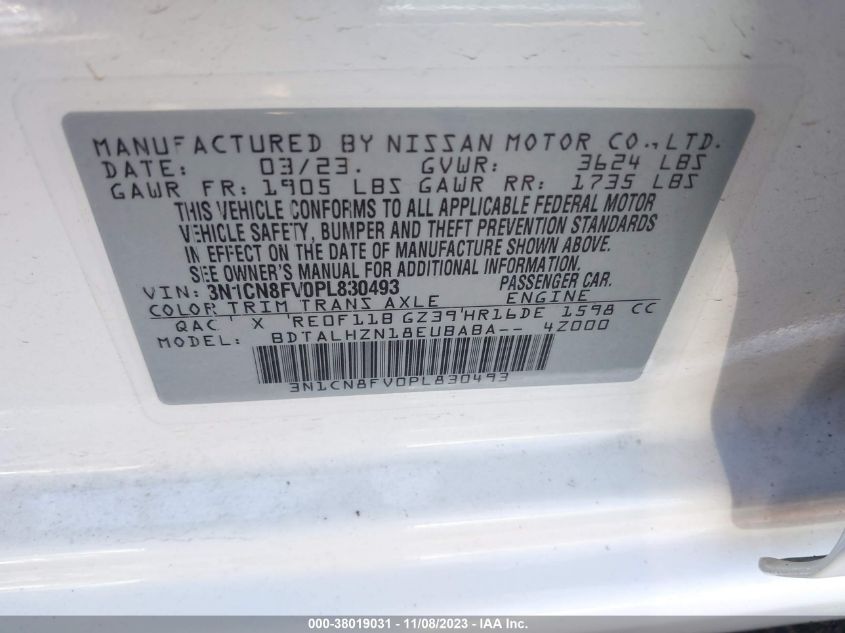 MANUFACTURED BY NISSAN MOTOR CO., LTD.
DATE: 03/23. GVWR: 3624 LBS
GAWR FR: 1905 LBS GAWR RR: 1735 LBS
THIS VEHICLE CONFORMS TO ALL APPLICABLE FEDERAL MOTOR
VEHICLE SAFETY, BUMPER AND THEFT PREVENTION STANDARDS
IN EFFECT ON THE DATE OF MANUFACTURE SHOWN ABOVE.
SEE OWNER'S MANUAL FOR ADDITIONAL INFORMATION
VIN: 3N1CN8FV0PL830493 PASSENGER CAR.
COLOR TRIM TRANS AXLE ENGINE
QAC X RE0F11B GZ39 HR16DE 1598 CC
MODEL: BDTALHZN18EUBABA-- 4Z000
3N1CN8FV0PL830493
000-38019031 - 11/08/2023 - IAA Inc.